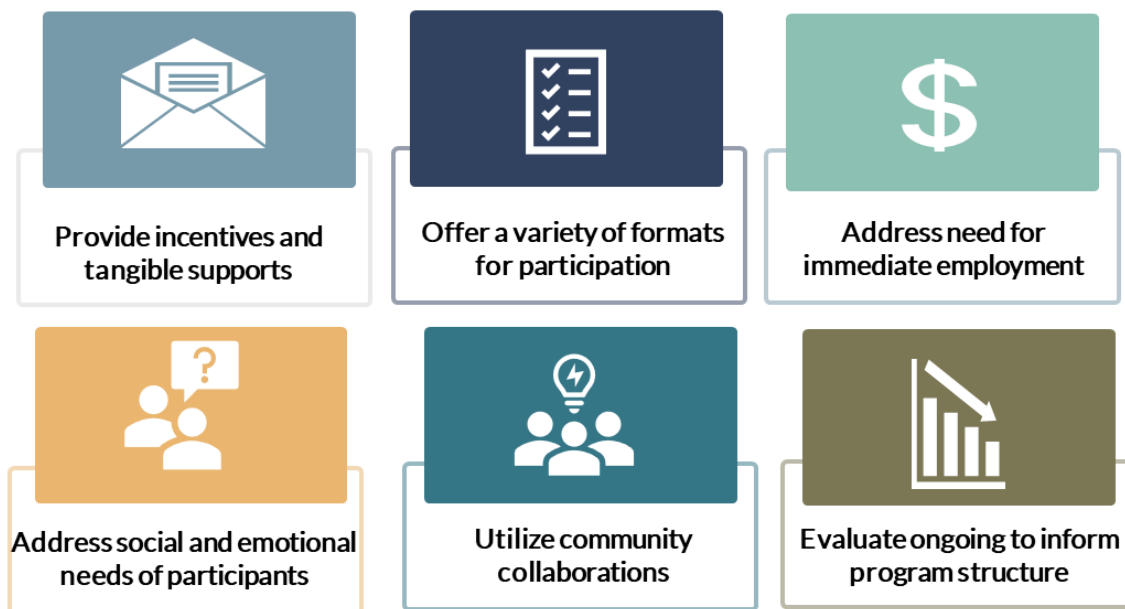 Provide incentives and
tangible supports
Offer a variety of formats
for participation
$
Address need for
immediate employment
?
Address social and emotional
needs of participants
Utilize community
collaborations
Evaluate ongoing to inform
program structure